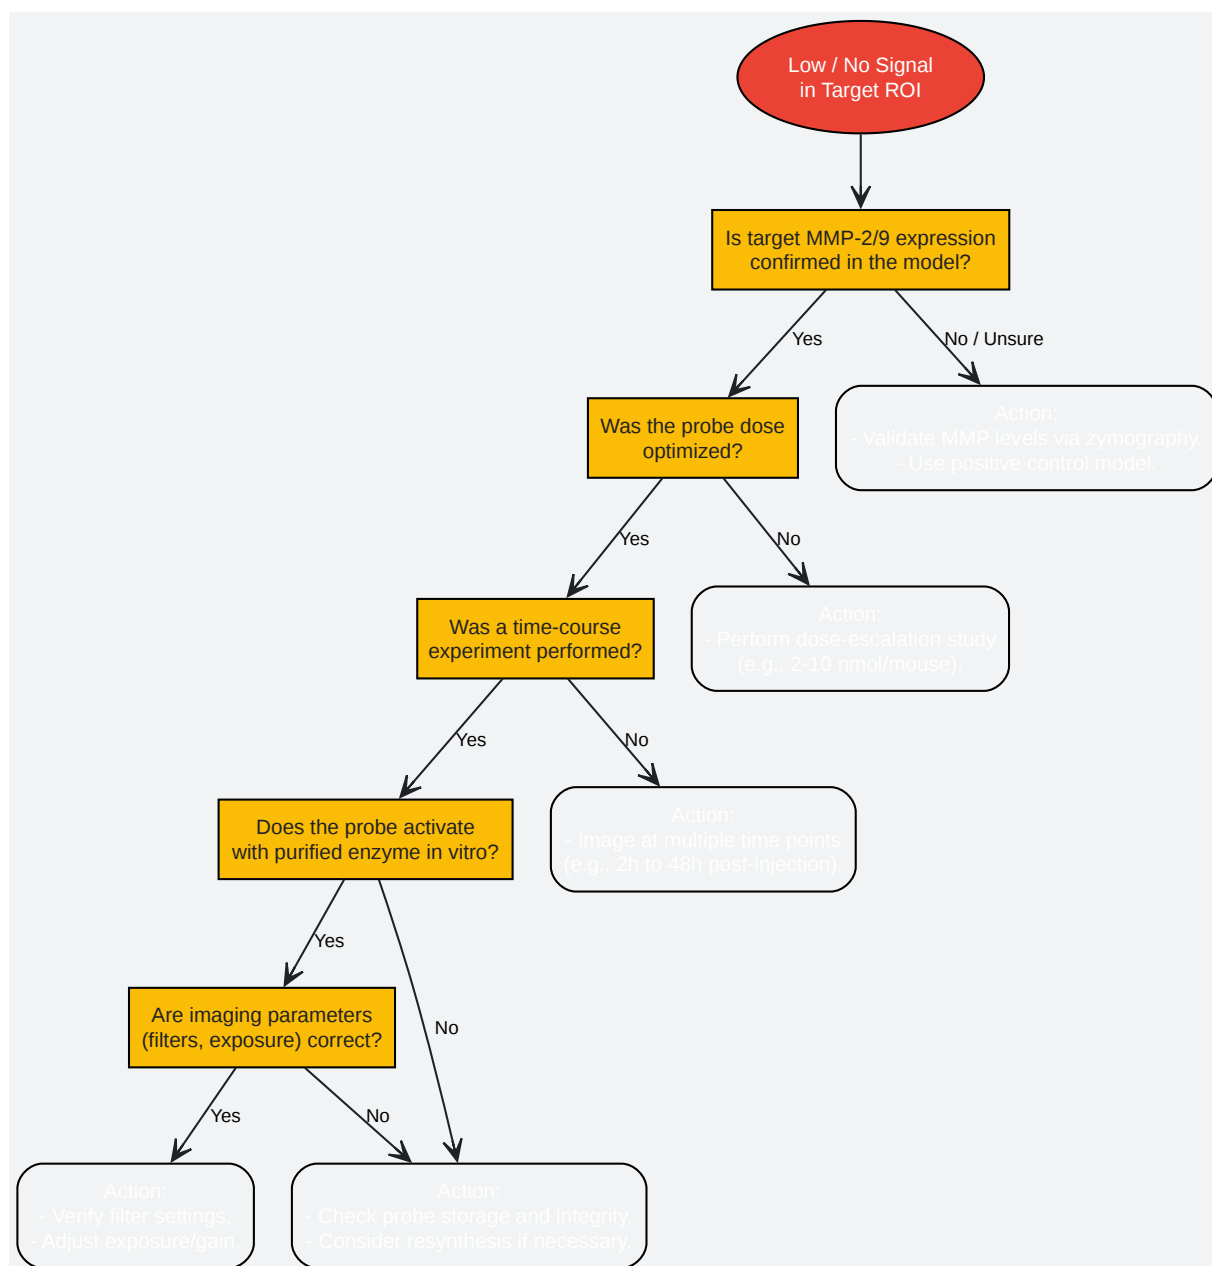 Low / No Signal
in Target ROI
Is target MMP-2/9 expression
confirmed in the model?
Yes
No / Unsure
Was the probe dose
optimized?
Action:
- Validate MMP levels via zymography.
- Use positive control model.
Yes
No
Was a time-course
experiment performed?
Action:
- Perform dose-escalation study
(e.g., 2-10 nmol/mouse).
Yes
No
Does the probe activate
with purified enzyme in vitro?
Action:
- Image at multiple time points
(e.g., 2h to 48h post-injection).
Yes
No
Are imaging parameters
(filters, exposure) correct?
Yes
No
Action:
- Verify filter settings.
- Adjust exposure/gain.
Action:
- Check probe storage and integrity.
- Consider resynthesis if necessary.